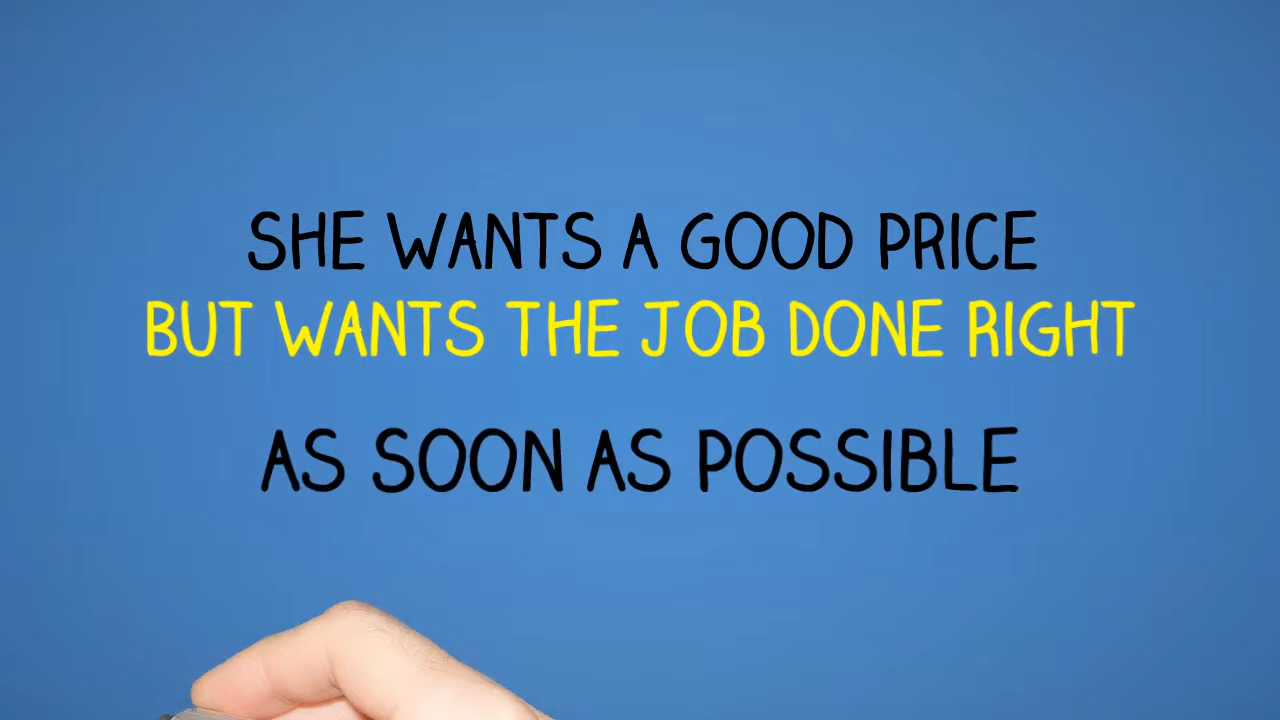 SHE WANTS A GOOD PRICE
BUT WANTS THE JOB DONE RIGHT
AS SOON AS POSSIBLE